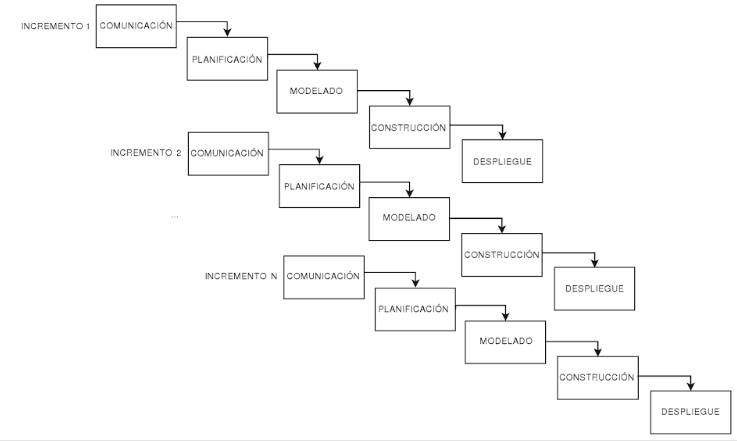 INCREMENTO 1
COMUNICACIÓN
PLANIFICACIÓN
MODELADO
CONSTRUCCIÓN
DESPLIEGUE
INCREMENTO 2
COMUNICACIÓN
PLANIFICACIÓN
MODELADO
CONSTRUCCIÓN
DESPLIEGUE
...
INCREMENTO N
COMUNICACIÓN
PLANIFICACIÓN
MODELADO
CONSTRUCCIÓN
DESPLIEGUE